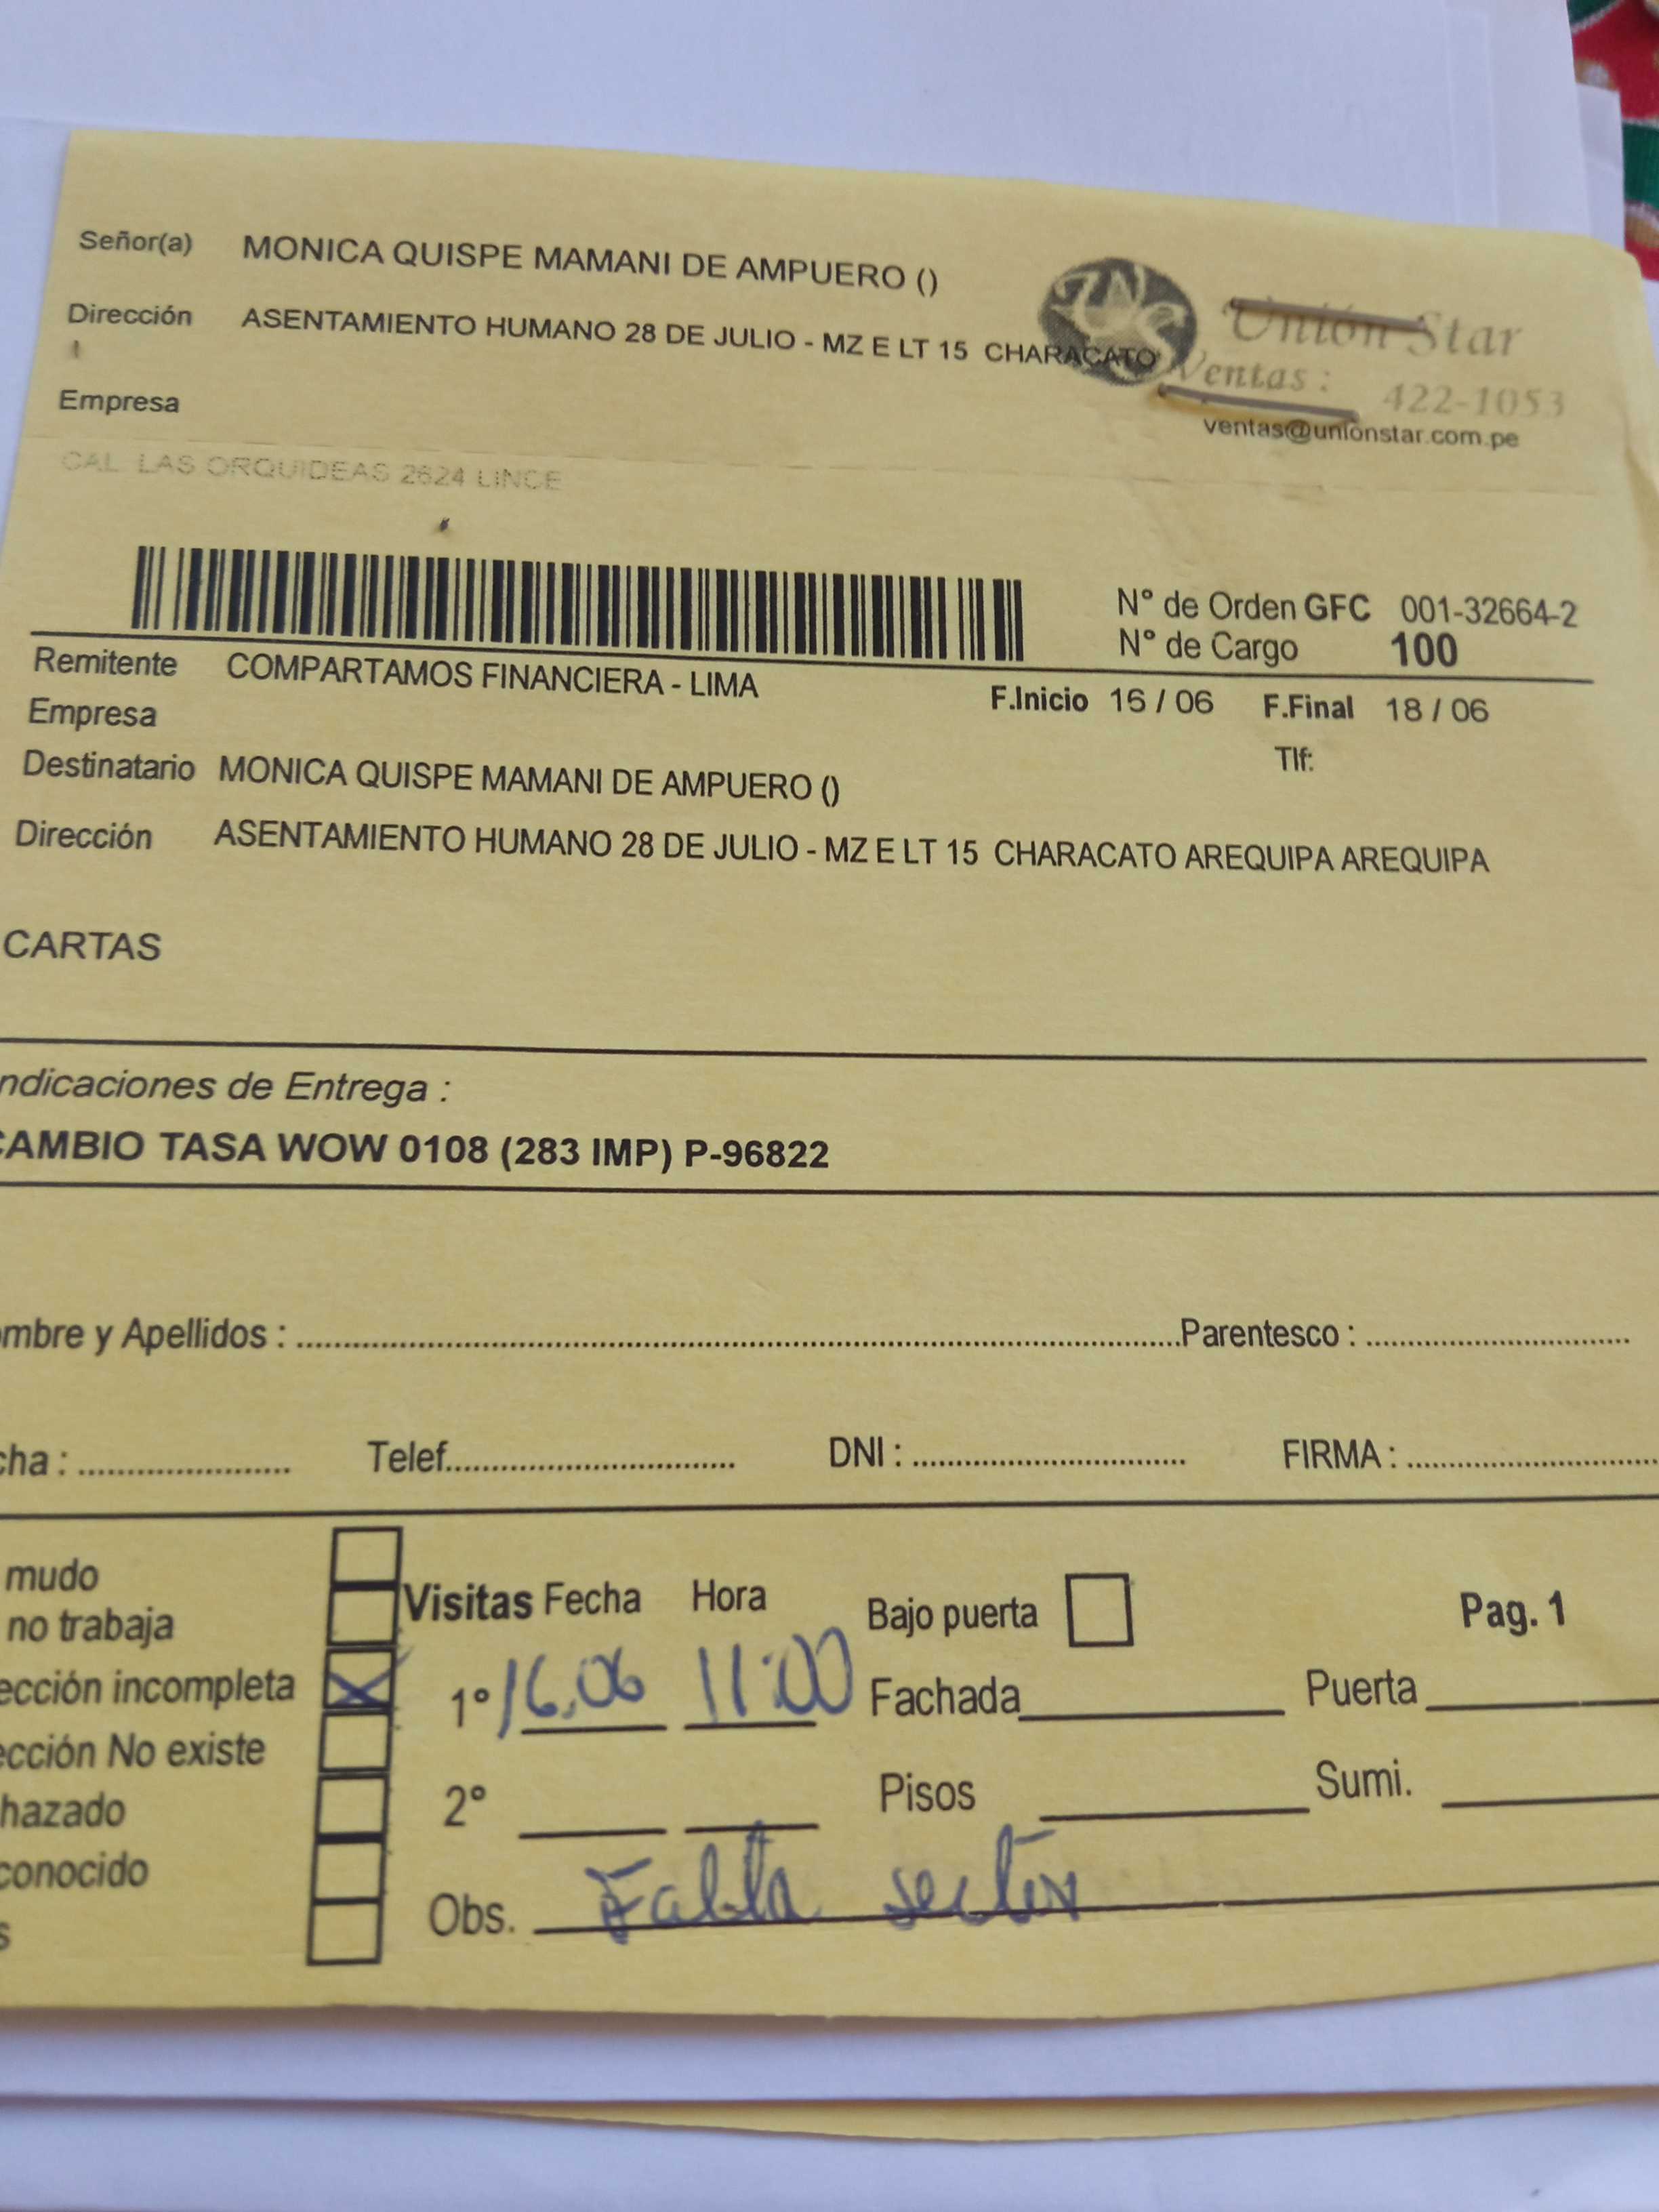 Señor(a) MONICA QUISPE MAMANI DE AMPUERO ()
Dirección ASENTAMIENTO HUMANO 28 DE JULIO - MZ E LT 15 CHARACATO
Unión Star
Ventas : 422-1053
ventas@unionstar.com.pe
Empresa
CAL LAS ORQUIDEAS 2624 LINCE
N° de Orden GFC 001-32664-2
N° de Cargo 100
Remitente COMPARTAMOS FINANCIERA - LIMA
F.Inicio 16 / 06 F.Final 18 / 06
Empresa
Tlf:
Destinatario MONICA QUISPE MAMANI DE AMPUERO ()
Dirección ASENTAMIENTO HUMANO 28 DE JULIO - MZ E LT 15 CHARACATO AREQUIPA AREQUIPA
CARTAS
ndicaciones de Entrega :
CAMBIO TASA WOW 0108 (283 IMP) P-96822
ombre y Apellidos : Parentesco :
cha : Telef. DNI : FIRMA :
mudo
no trabaja
Visitas Fecha Hora Bajo puerta Pag. 1
ección incompleta
1° 16.06 11:00 Fachada Puerta
ección No existe
hazado
2° Pisos Sumi.
conocido
s
Obs. Falta sector